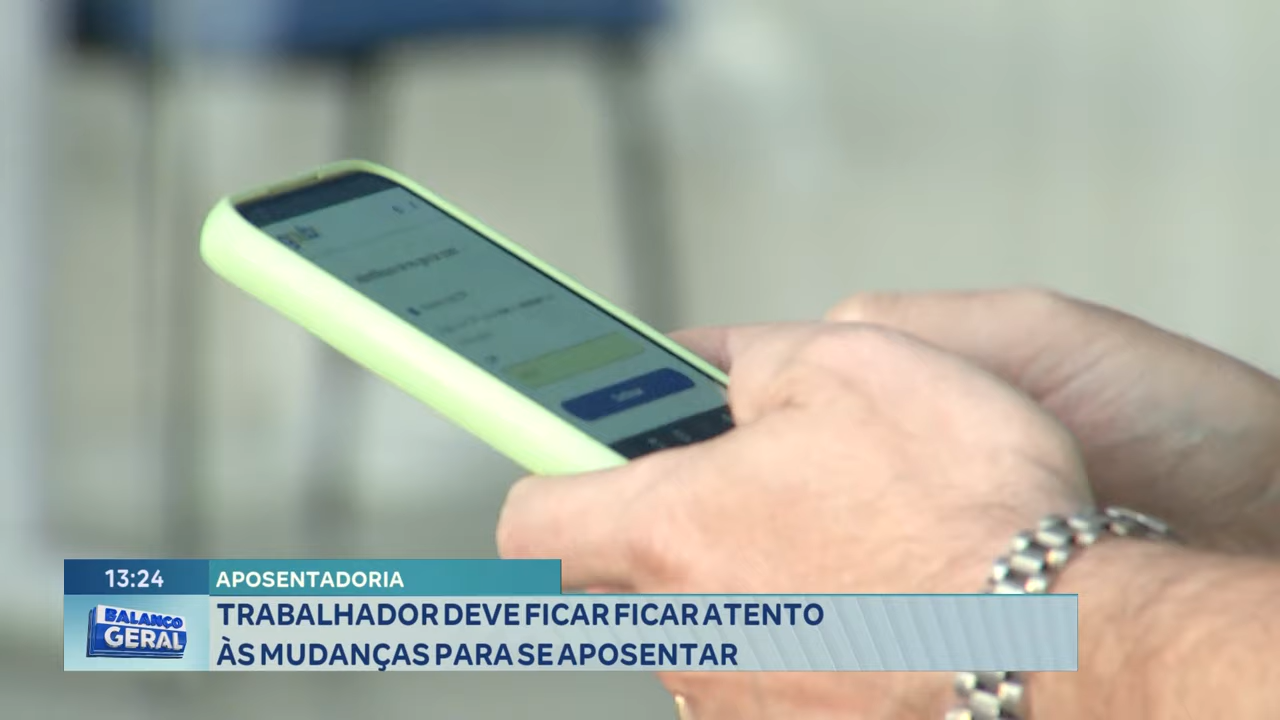 13:24
APOSENTADORIA
BALANÇO
GERAL
TRABALHADOR DEVE FICAR FICAR ATENTO
ÀS MUDANÇAS PARA SE APOSENTAR